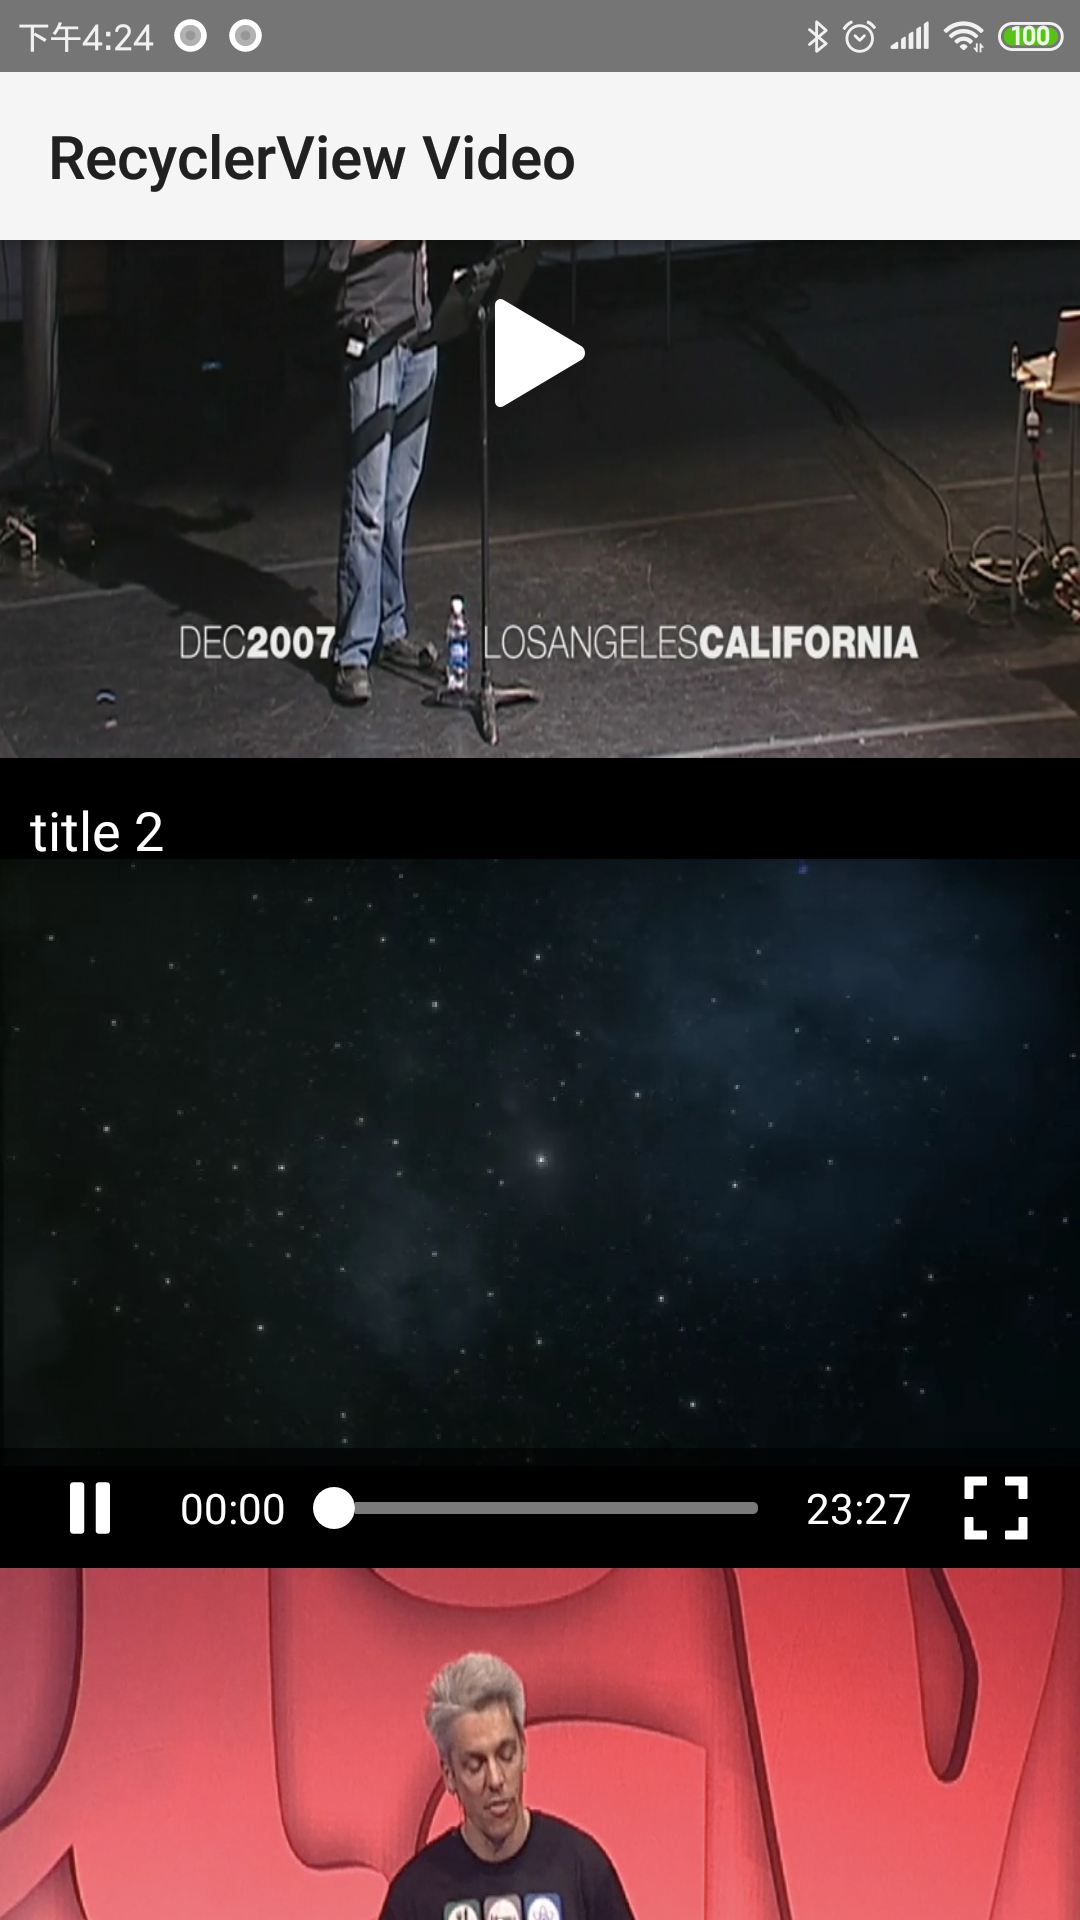 下午4:24 100
RecyclerView Video
DEC2007 LOSANGELESCALIFORNIA
title 2
00:00 23:27